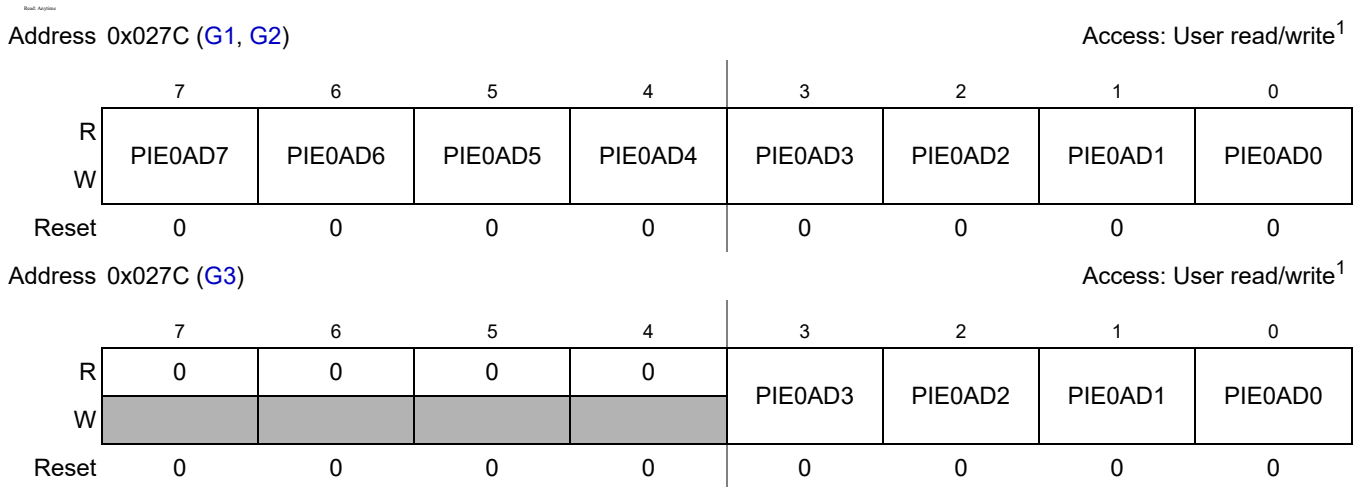 Read: Anytime
Address 0x027C (G1, G2) Access: User read/write1
7 6 5 4 3 2 1 0
R
W
PIE0AD7 PIE0AD6 PIE0AD5 PIE0AD4 PIE0AD3 PIE0AD2 PIE0AD1 PIE0AD0
Reset 0 0 0 0 0 0 0 0
Address 0x027C (G3) Access: User read/write1
7 6 5 4 3 2 1 0
R 0 0 0 0
W
PIE0AD3 PIE0AD2 PIE0AD1 PIE0AD0
Reset 0 0 0 0 0 0 0 0